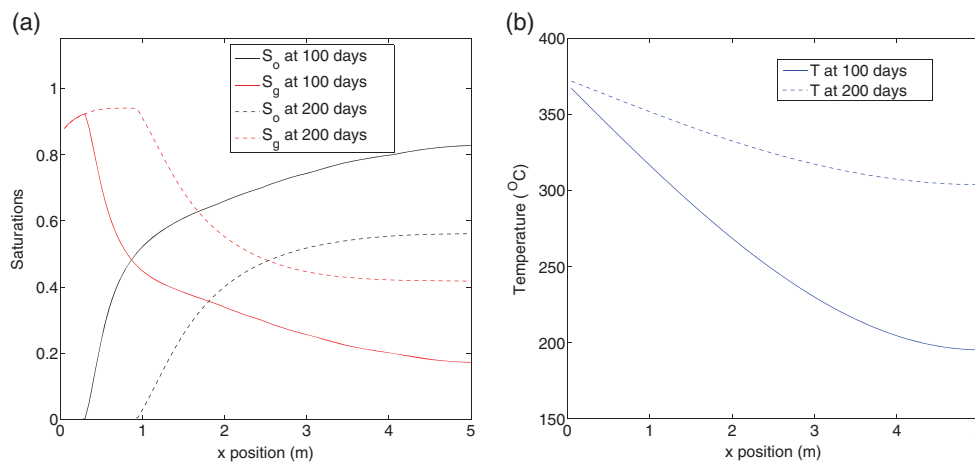 (a)
S_o at 100 days
S_g at 100 days
S_o at 200 days
S_g at 200 days
1
0.8
0.6
0.4
0.2
0
Saturations
0 1 2 3 4 5
x position (m)
(b)
T at 100 days
T at 200 days
400
350
300
250
200
150
Temperature (°C)
0 1 2 3 4
x position (m)